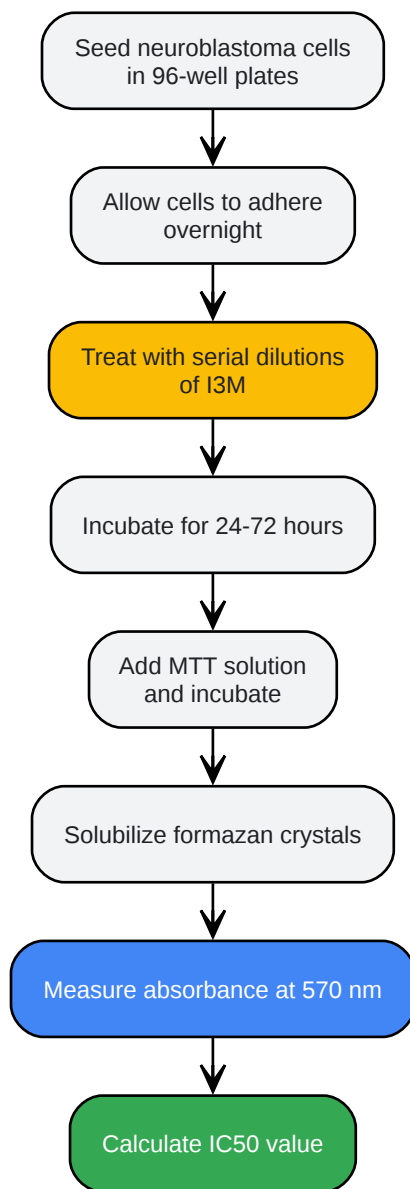 Seed neuroblastoma cells
in 96-well plates
Allow cells to adhere
overnight
Treat with serial dilutions
of I3M
Incubate for 24-72 hours
Add MTT solution
and incubate
Solubilize formazan crystals
Measure absorbance at 570 nm
Calculate IC50 value